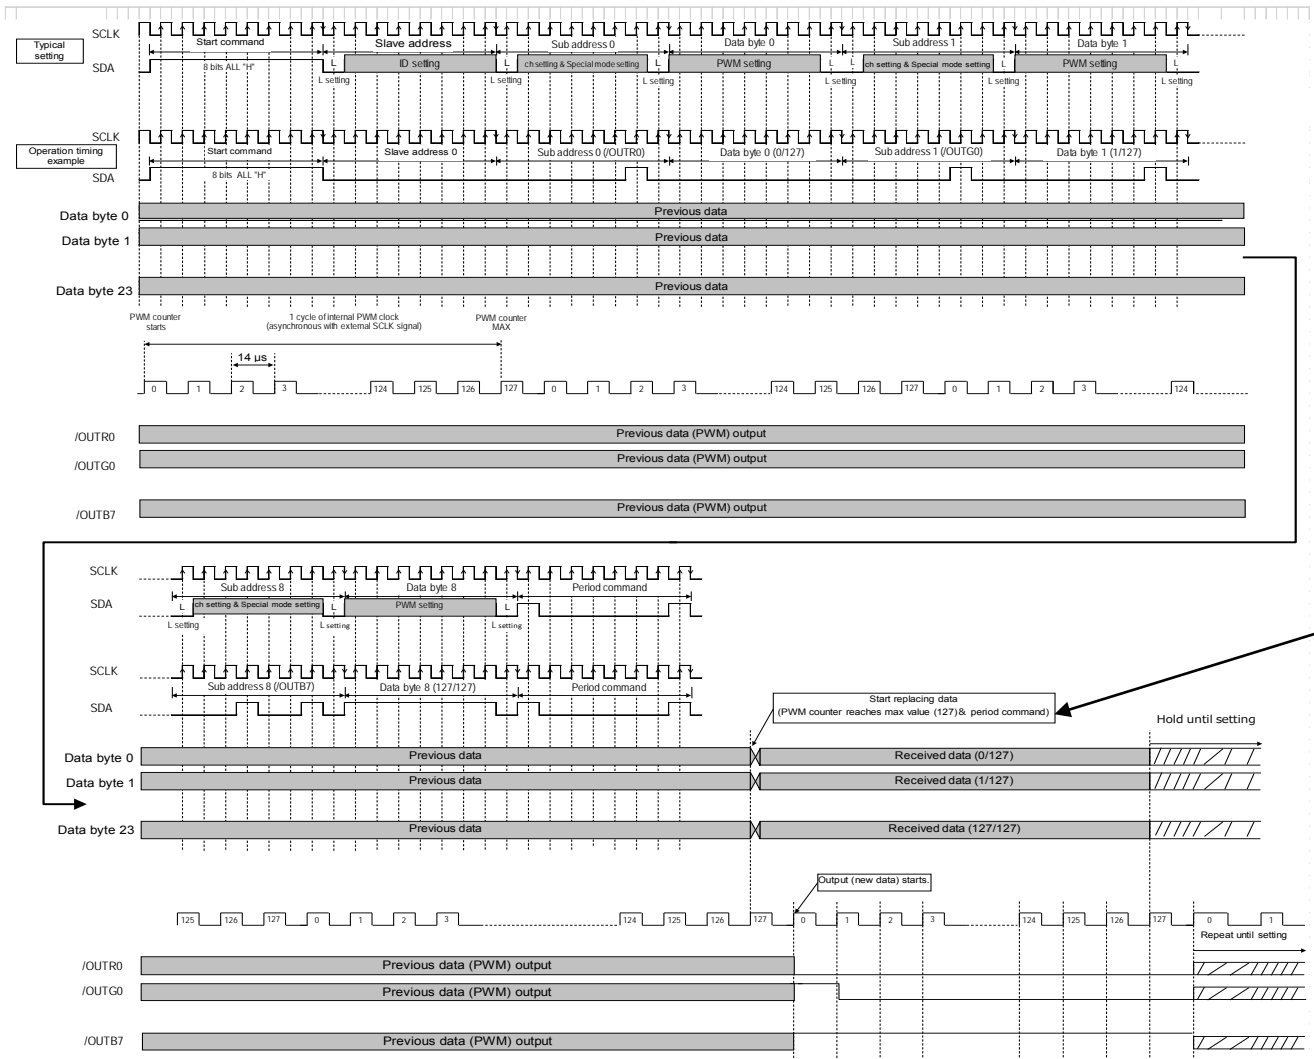 SCLK
Typical
setting
Start command
Slave address
Sub address 0
Data byte 0
Sub address 1
Data byte 1
SDA
8 bits ALL "H"
L
ID setting
L
ch setting & Special mode setting
L
PWM setting
L
ch setting & Special mode setting
L
PWM setting
L
L setting
L setting
L setting
L setting
L setting
L setting
SCLK
Operation timing
example
Start command
Slave address 0
Sub address 0 (/OUTR0)
Data byte 0 (0/127)
Sub address 1 (/OUTG0)
Data byte 1 (1/127)
SDA
8 bits ALL "H"
Data byte 0
Previous data
Data byte 1
Previous data
Data byte 23
Previous data
PWM counter
starts
1 cycle of internal PWM clock
(asynchronous with external SCLK signal)
PWM counter
MAX
14 µs
0 1 2 3 124 125 126 127 0 1 2 3 124 125 126 127 0 1 2 3 124
/OUTR0
Previous data (PWM) output
/OUTG0
Previous data (PWM) output
/OUTB7
Previous data (PWM) output
SCLK
Sub address 8
Data byte 8
Period command
SDA
L
ch setting & Special mode setting
L
PWM setting
L
L setting
L setting
L setting
SCLK
Sub address 8 (/OUTB7)
Data byte 8 (127/127)
Period command
SDA
Start replacing data
(PWM counter reaches max value (127) & period command)
Hold until setting
Data byte 0
Previous data
Received data (0/127)
Data byte 1
Previous data
Received data (1/127)
Data byte 23
Previous data
Received data (127/127)
Output (new data) starts.
125 126 127 0 1 2 3 124 125 126 127 0 1 2 3 124 125 126 127 0 1
Repeat until setting
/OUTR0
Previous data (PWM) output
/OUTG0
Previous data (PWM) output
/OUTB7
Previous data (PWM) output